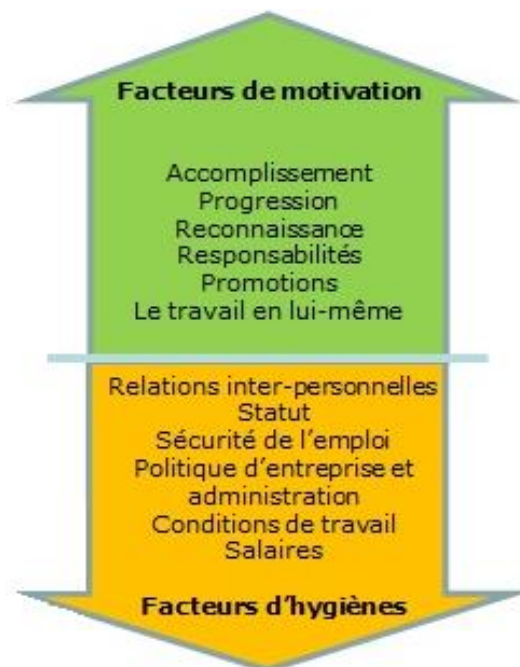 Facteurs de motivation
Accomplissement
Progression
Reconnaissance
Responsabilités
Promotions
Le travail en lui-même
Relations inter-personnelles
Statut
Sécurité de l’emploi
Politique d’entreprise et
administration
Conditions de travail
Salaires
Facteurs d’hygiènes